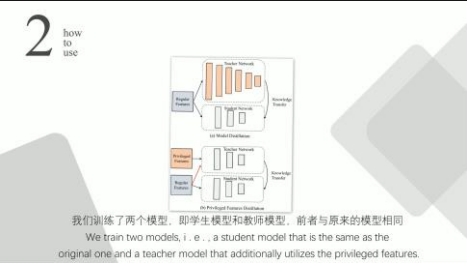 2
how
to
use
Teacher Network
Regular
Features
Knowledge
Transfer
Student Network
(a) Model Distillation
Teacher Network
Privileged
Features
Knowledge
Transfer
Student Network
Regular
Features
(b) Privileged Features Distillation
我们训练了两个模型，即学生模型和教师模型，前者与原来的模型相同
We train two models, i . e . , a student model that is the same as the
original one and a teacher model that additionally utilizes the privileged features.